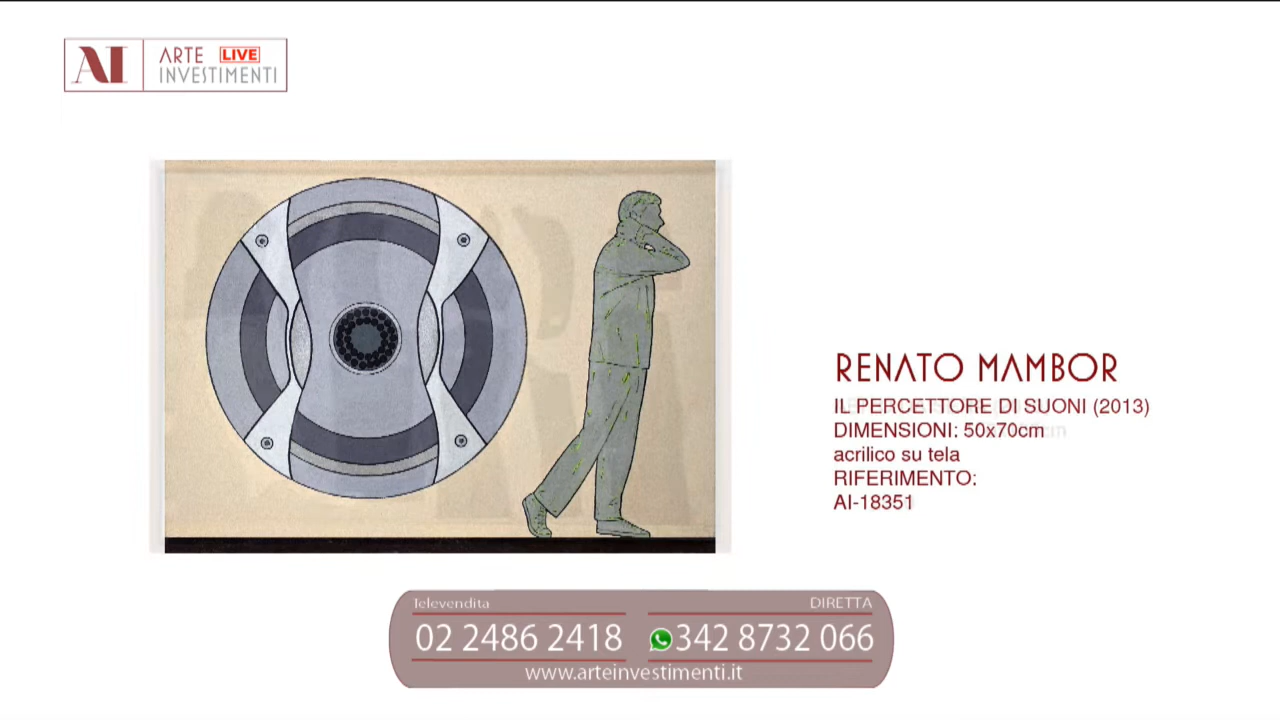 AI
ARTE LIVE
INVESTIMENTI
RENATO MAMBOR
IL PERCETTORE DI SUONI (2013)
DIMENSIONI: 50x70cm
acrilico su tela
RIFERIMENTO:
AI-18351
Televendita
DIRETTA
02 2486 2418
342 8732 066
www.arteinvestimenti.it